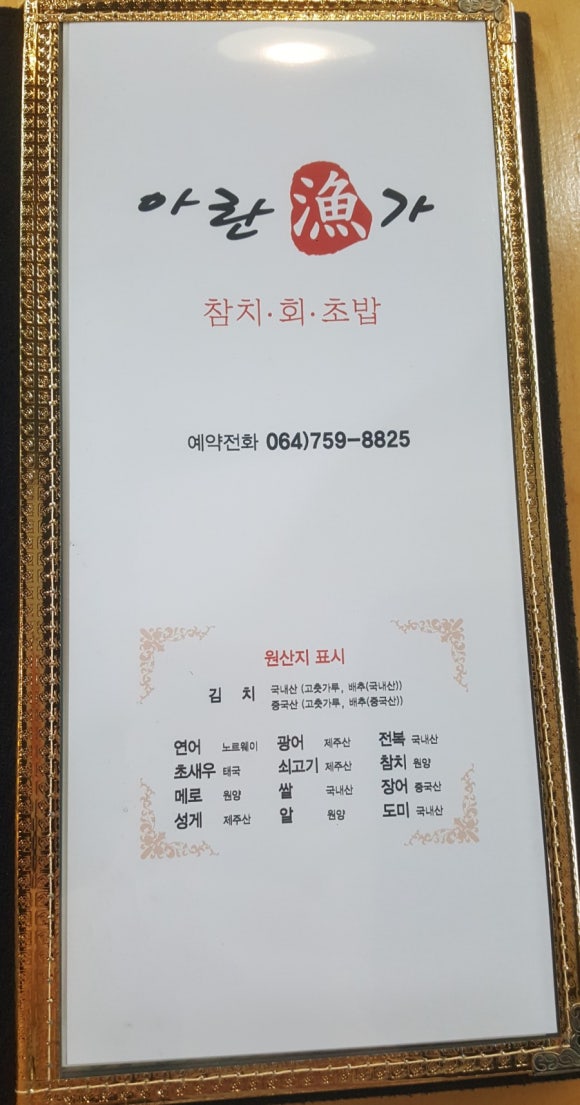 아란漁가
참치·회·초밥
예약전화 064)759-8825
원산지 표시
김 치 국내산 (고춧가루, 배추(국내산))
중국산 (고춧가루, 배추(중국산))
연어 노르웨이 광어 제주산 전복 국내산
초새우 태국 쇠고기 제주산 참치 원양
메로 원양 쌀 국내산 장어 중국산
성게 제주산 알 원양 도미 국내산